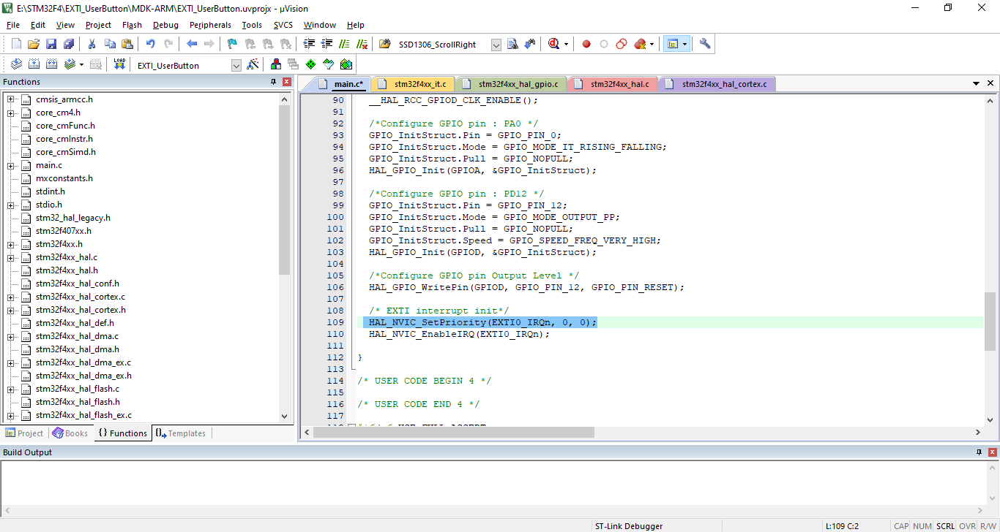 E:\STM32F4\EXTI_UserButton\MDK-ARM\EXTI_UserButton.uvprojx - µVision
File Edit View Project Flash Debug Peripherals Tools SVCS Window Help
SSD1306_ScrollRight
LOAD EXTI_UserButton
Functions
main.c* stm32f4xx_it.c stm32f4xx_hal_gpio.c stm32f4xx_hal.c stm32f4xx_hal_cortex.c
cmsis_armcc.h
core_cm4.h
core_cmFunc.h
core_cmInstr.h
core_cmSimd.h
main.c
mxconstants.h
stdint.h
stdio.h
stm32_hal_legacy.h
stm32f407xx.h
stm32f4xx.h
stm32f4xx_hal.c
stm32f4xx_hal.h
stm32f4xx_hal_conf.h
stm32f4xx_hal_cortex.c
stm32f4xx_hal_cortex.h
stm32f4xx_hal_def.h
stm32f4xx_hal_dma.c
stm32f4xx_hal_dma.h
stm32f4xx_hal_dma_ex.c
stm32f4xx_hal_dma_ex.h
stm32f4xx_hal_flash.c
stm32f4xx_hal_flash.h
stm32f4xx_hal_flash_ex.c
Project Books {} Functions Templates
90 __HAL_RCC_GPIOD_CLK_ENABLE();
91
92 /*Configure GPIO pin : PA0 */
93 GPIO_InitStruct.Pin = GPIO_PIN_0;
94 GPIO_InitStruct.Mode = GPIO_MODE_IT_RISING_FALLING;
95 GPIO_InitStruct.Pull = GPIO_NOPULL;
96 HAL_GPIO_Init(GPIOA, &GPIO_InitStruct);
97
98 /*Configure GPIO pin : PD12 */
99 GPIO_InitStruct.Pin = GPIO_PIN_12;
100 GPIO_InitStruct.Mode = GPIO_MODE_OUTPUT_PP;
101 GPIO_InitStruct.Pull = GPIO_NOPULL;
102 GPIO_InitStruct.Speed = GPIO_SPEED_FREQ_VERY_HIGH;
103 HAL_GPIO_Init(GPIOD, &GPIO_InitStruct);
104
105 /*Configure GPIO pin Output Level */
106 HAL_GPIO_WritePin(GPIOD, GPIO_PIN_12, GPIO_PIN_RESET);
107
108 /* EXTI interrupt init*/
109 HAL_NVIC_SetPriority(EXTI0_IRQn, 0, 0);
110 HAL_NVIC_EnableIRQ(EXTI0_IRQn);
111
112 }
113
114 /* USER CODE BEGIN 4 */
115
116 /* USER CODE END 4 */
117
Build Output
ST-Link Debugger L:109 C:2 CAP NUM SCRL OVR R/W